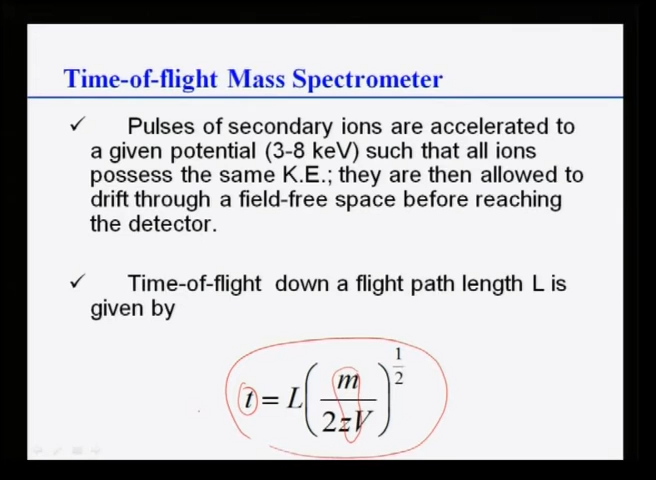 Time-of-flight Mass Spectrometer
✓ Pulses of secondary ions are accelerated to
a given potential (3-8 keV) such that all ions
possess the same K.E.; they are then allowed to
drift through a field-free space before reaching
the detector.
✓ Time-of-flight down a flight path length L is
given by
t = L(m/2zV)^1/2